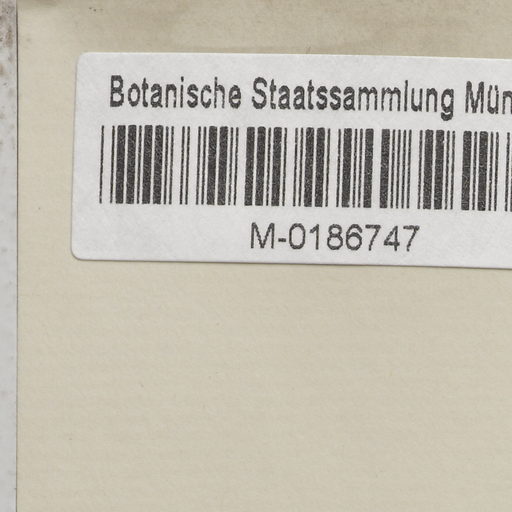 Botanische Staatssammlung Mün
M-0186747